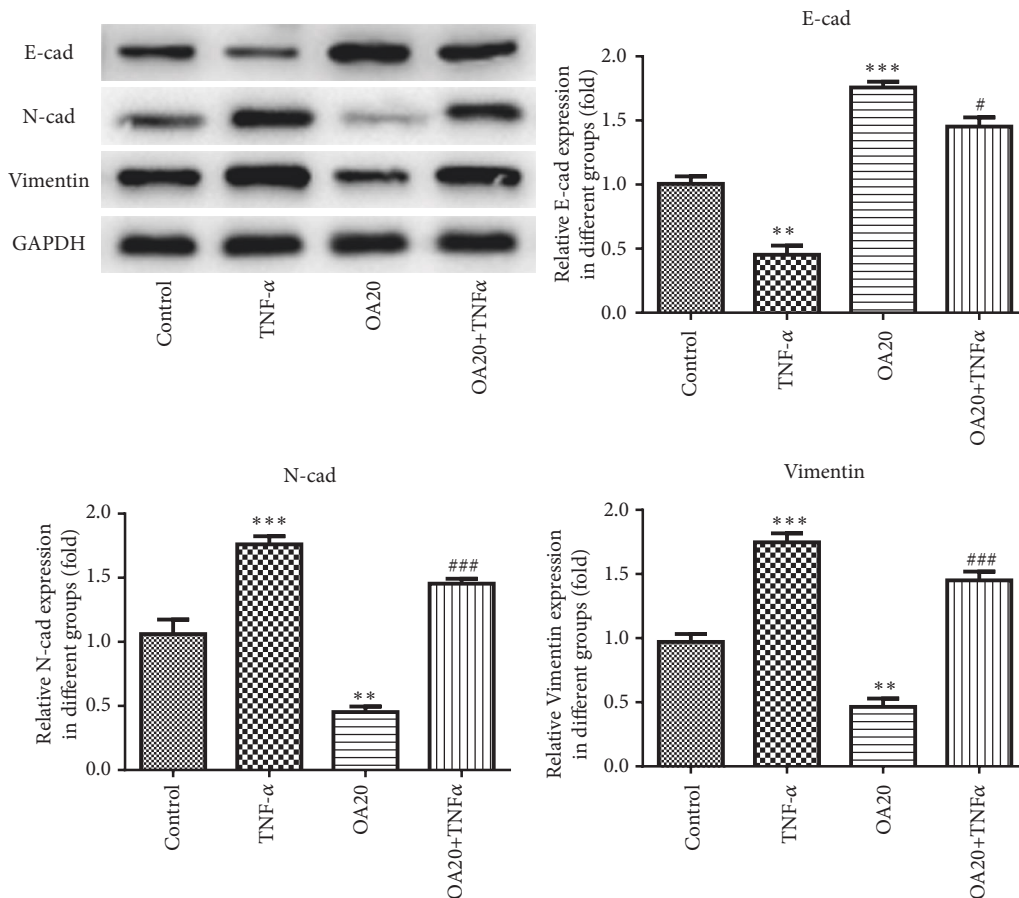 E-cad
N-cad
Vimentin
GAPDH
Control
TNF-α
OA20
OA20+TNFα
E-cad
Relative E-cad expression
in different groups (fold)
2.0
1.5
1.0
0.5
0.0
**
***
#
Control
TNF-α
OA20
OA20+TNFα
N-cad
Relative N-cad expression
in different groups (fold)
2.0
1.5
1.0
0.5
0.0
***
**
###
Control
TNF-α
OA20
OA20+TNFα
Vimentin
Relative Vimentin expression
in different groups (fold)
2.0
1.5
1.0
0.5
0.0
***
**
###
Control
TNF-α
OA20
OA20+TNFα